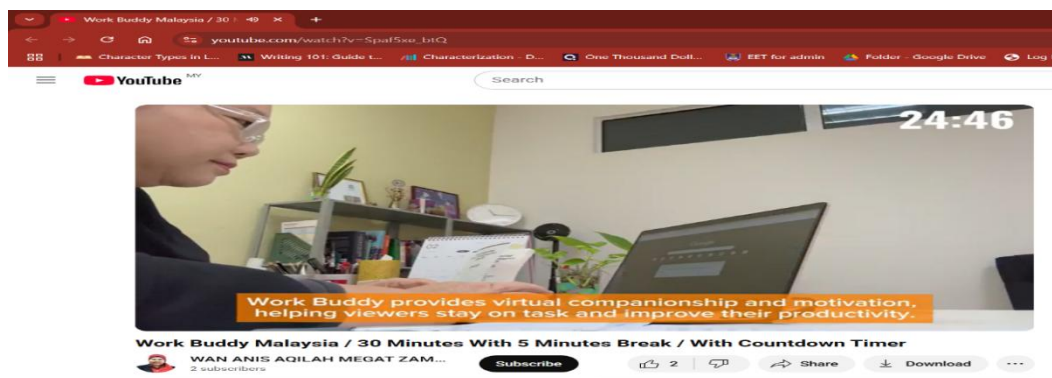 Work Buddy Malaysia / 30
youtube.com/watch?v=Spaf5xe_btQ
Character Types in L...
Writing 101: Guide t...
Characterization - D...
One Thousand Doll...
EET for admin
Folder - Google Drive
Log
YouTube MY
Search
24:46
Google
Work Buddy provides virtual companionship and motivation,
helping viewers stay on task and improve their productivity.
Work Buddy Malaysia / 30 Minutes With 5 Minutes Break / With Countdown Timer
WAN ANIS AQILAH MEGAT ZAM...
2 subscribers
Subscribe
2
Share
Download